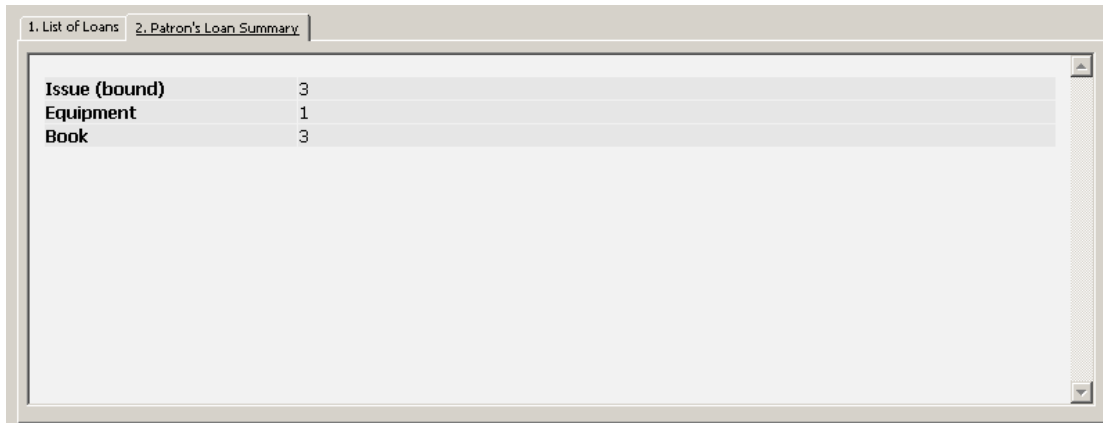 1. List of Loans 2. Patron's Loan Summary
Issue (bound) 3
Equipment 1
Book 3